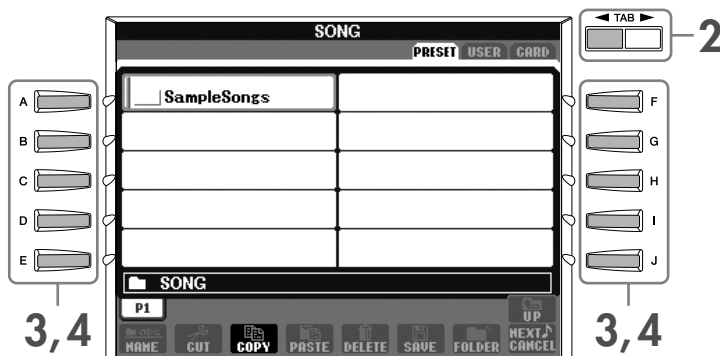 SONG
◄ TAB ►
2
PRESET USER CARD
A
SampleSongs
F
B
G
C
H
D
I
E
J
SONG
P1
UP
3,4
NAME CUT COPY PASTE DELETE SAVE FOLDER NEXT♪ CANCEL
3,4